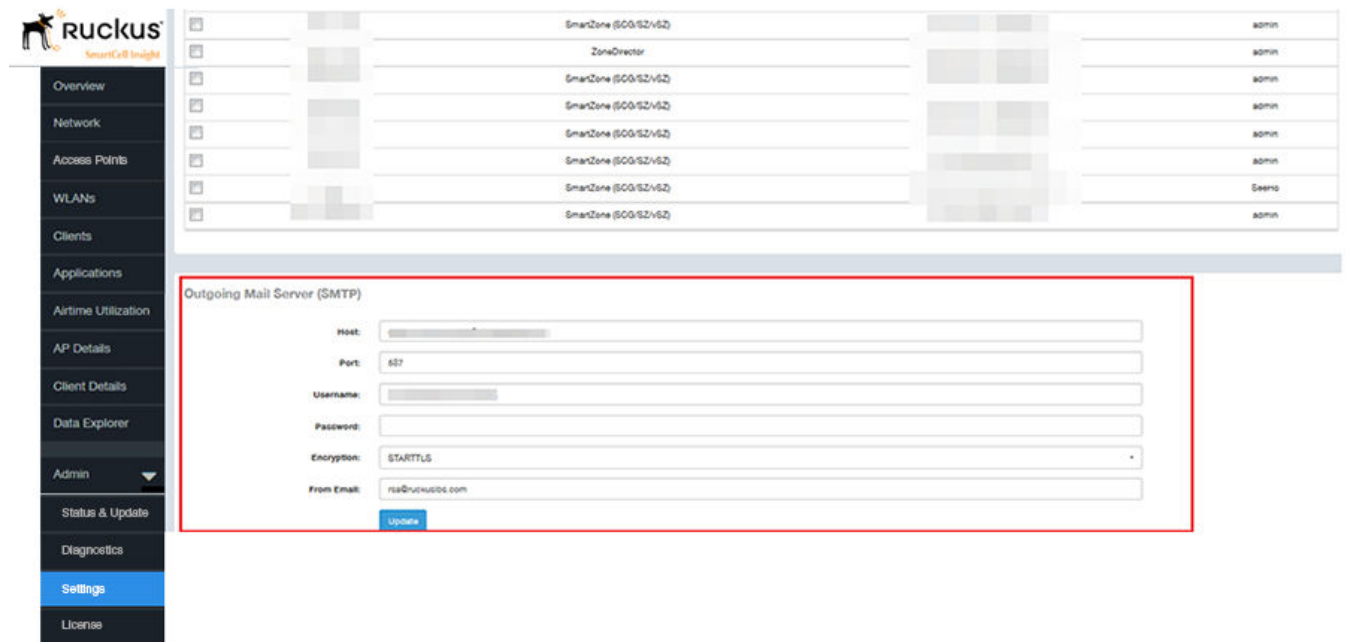 RUCKUS
SmartCell Insight
Overview
Network
Access Points
WLANs
Clients
Applications
Airtime Utilization
AP Details
Client Details
Data Explorer
Admin
Status & Update
Diagnostics
Settings
License
SmartZone (SCG/SZ/vSZ) admin
ZoneDirector admin
SmartZone (SCG/SZ/vSZ) admin
SmartZone (SCG/SZ/vSZ) admin
SmartZone (SCG/SZ/vSZ) admin
SmartZone (SCG/SZ/vSZ) admin
SmartZone (SCG/SZ/vSZ)
SmartZone (SCG/SZ/vSZ) admin
Outgoing Mail Server (SMTP)
Host:
Port: 587
Username:
Password:
Encryption: STARTTLS
From Email:
Update